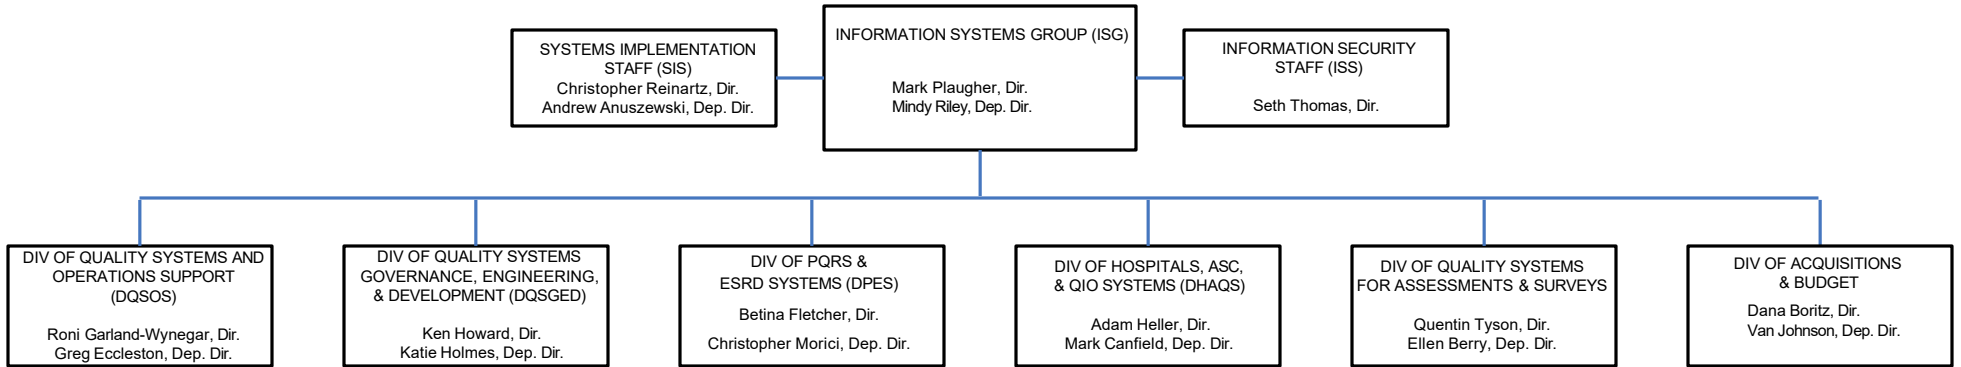 SYSTEMS IMPLEMENTATION
STAFF (SIS)
Christopher Reinartz, Dir.
Andrew Anuszewski, Dep. Dir.
INFORMATION SYSTEMS GROUP (ISG)
Mark Plaugher, Dir.
Mindy Riley, Dep. Dir.
INFORMATION SECURITY
STAFF (ISS)
Seth Thomas, Dir.
DIV OF QUALITY SYSTEMS AND
OPERATIONS SUPPORT
(DQSOS)
Roni Garland-Wynegar, Dir.
Greg Eccleston, Dep. Dir.
DIV OF QUALITY SYSTEMS
GOVERNANCE, ENGINEERING,
& DEVELOPMENT (DQSGED)
Ken Howard, Dir.
Katie Holmes, Dep. Dir.
DIV OF PQRS &
ESRD SYSTEMS (DPES)
Betina Fletcher, Dir.
Christopher Morici, Dep. Dir.
DIV OF HOSPITALS, ASC,
& QIO SYSTEMS (DHAQS)
Adam Heller, Dir.
Mark Canfield, Dep. Dir.
DIV OF QUALITY SYSTEMS
FOR ASSESSMENTS & SURVEYS
Quentin Tyson, Dir.
Ellen Berry, Dep. Dir.
DIV OF ACQUISITIONS
& BUDGET
Dana Boritz, Dir.
Van Johnson, Dep. Dir.